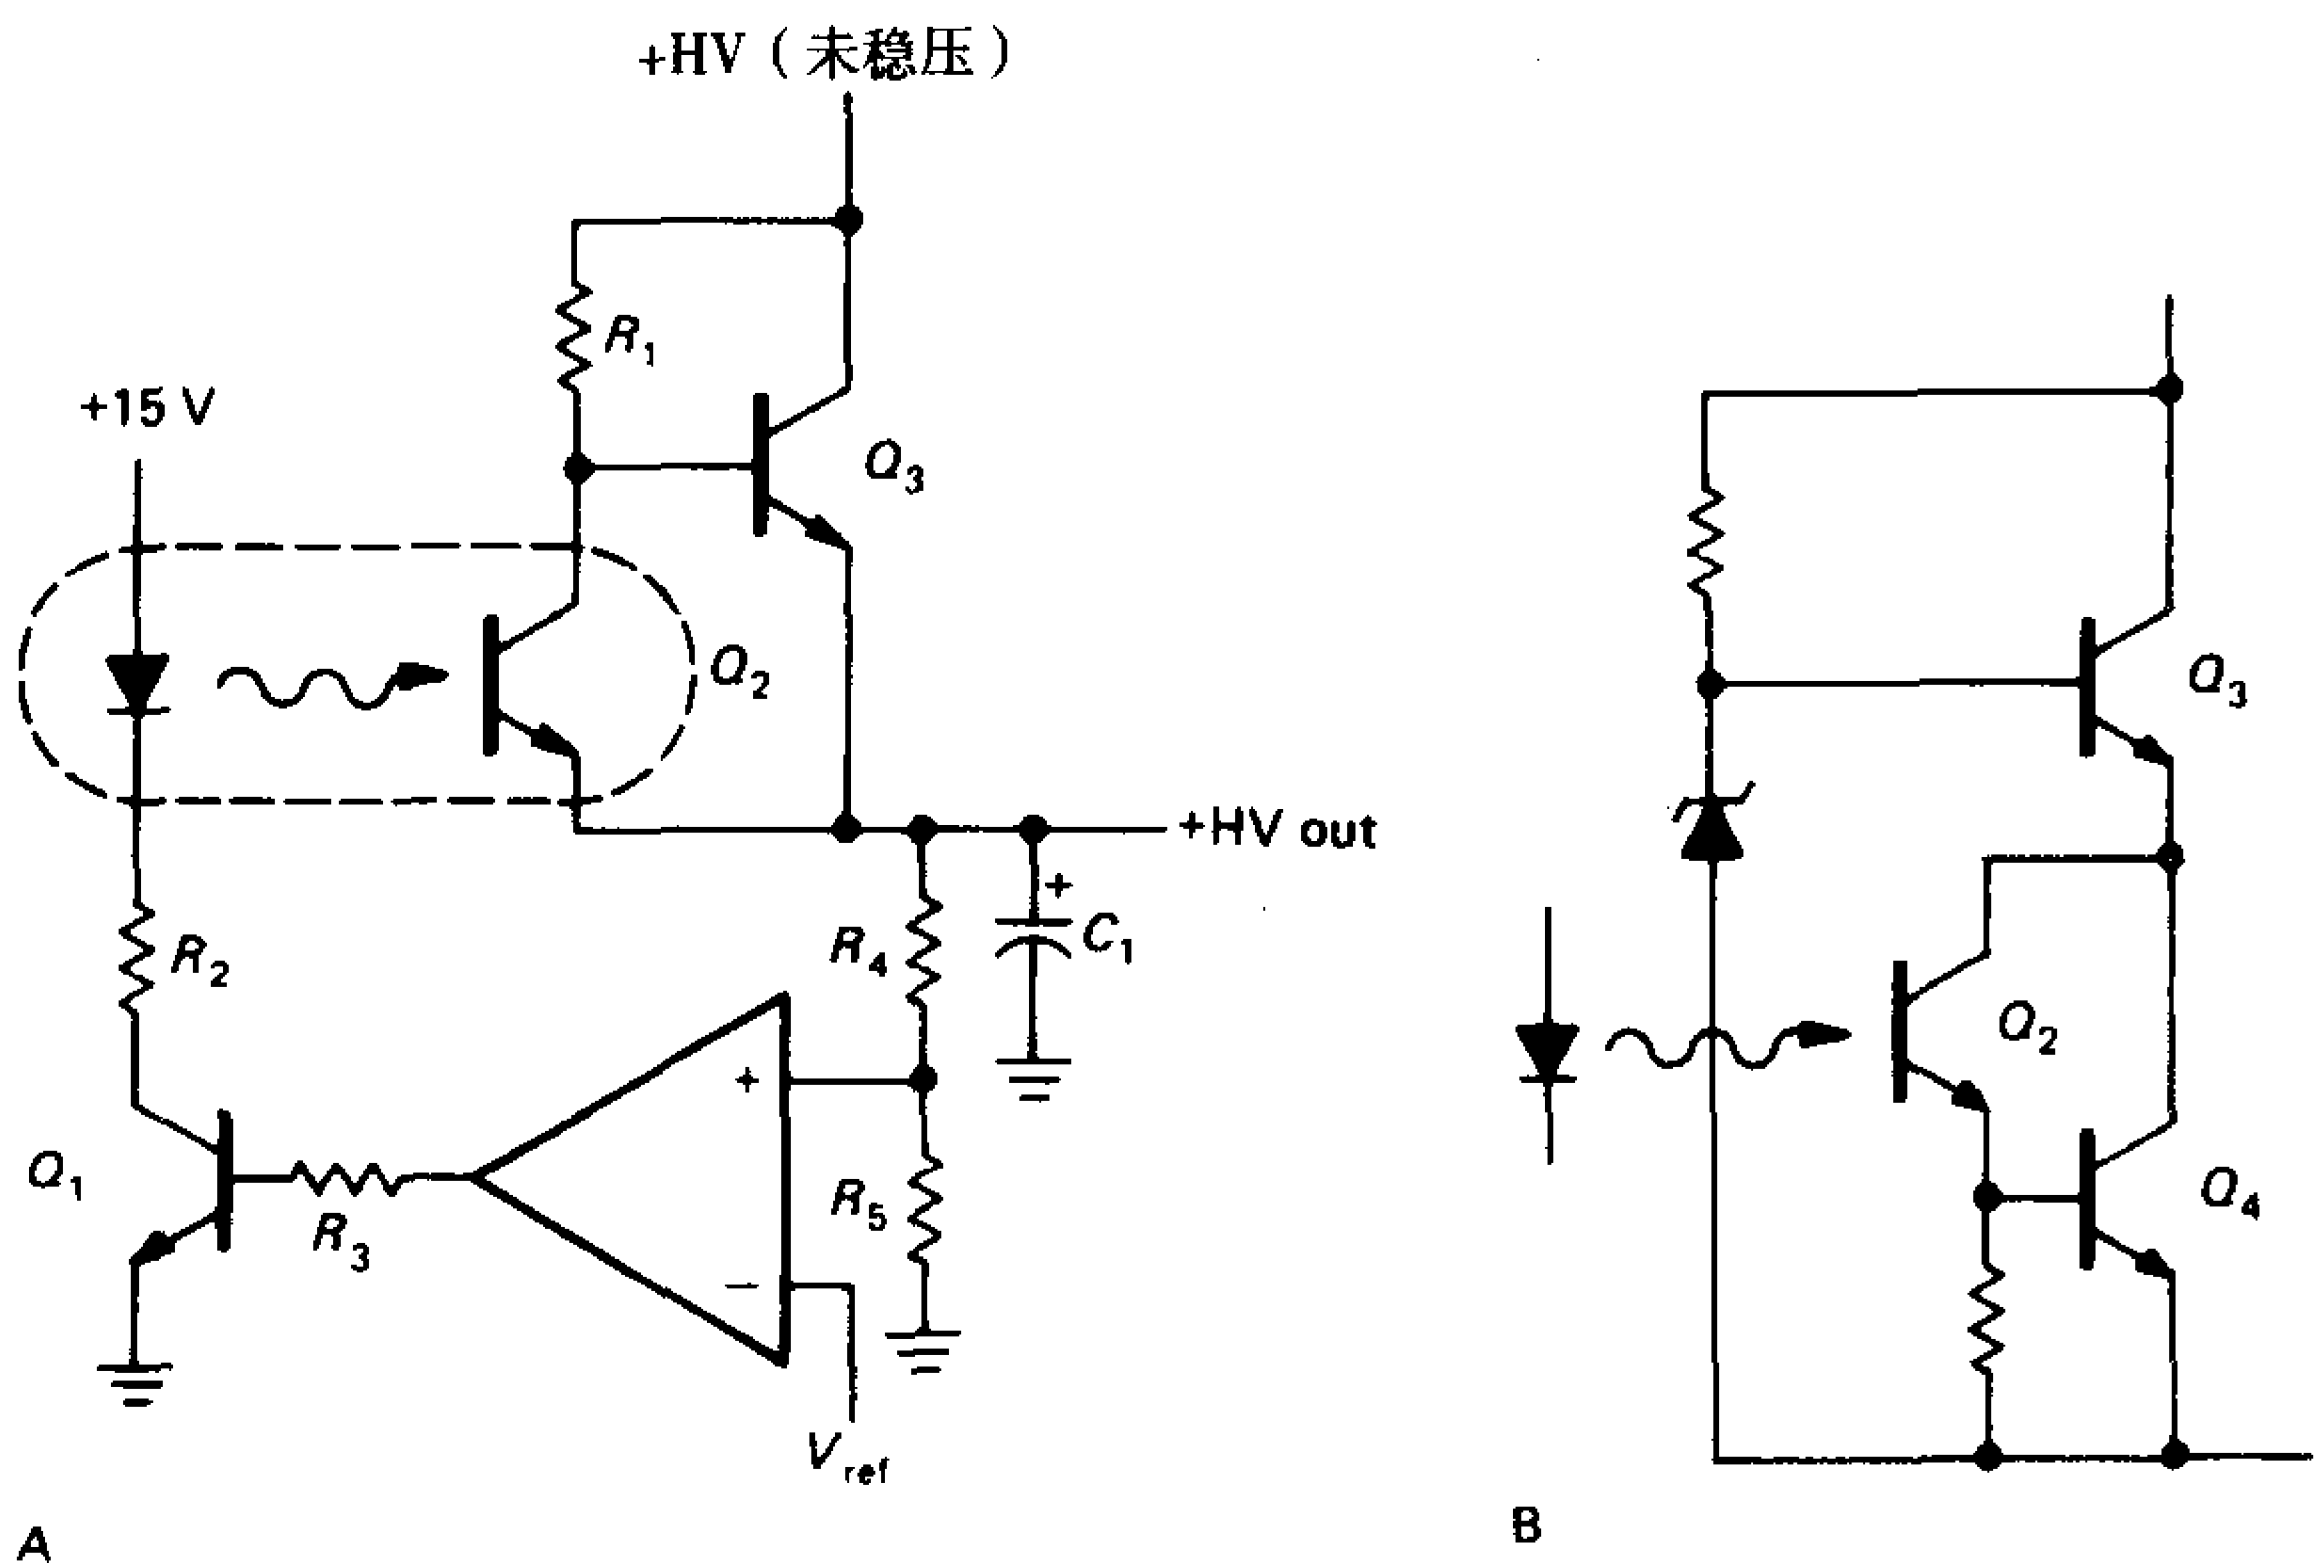 +HV（未稳压）
R1
+15 V
Q3
Q2
+HV out
R2
R4
+
C1
+
Q1
R3
R5
−
Vref
A
Q3
Q2
Q4
B